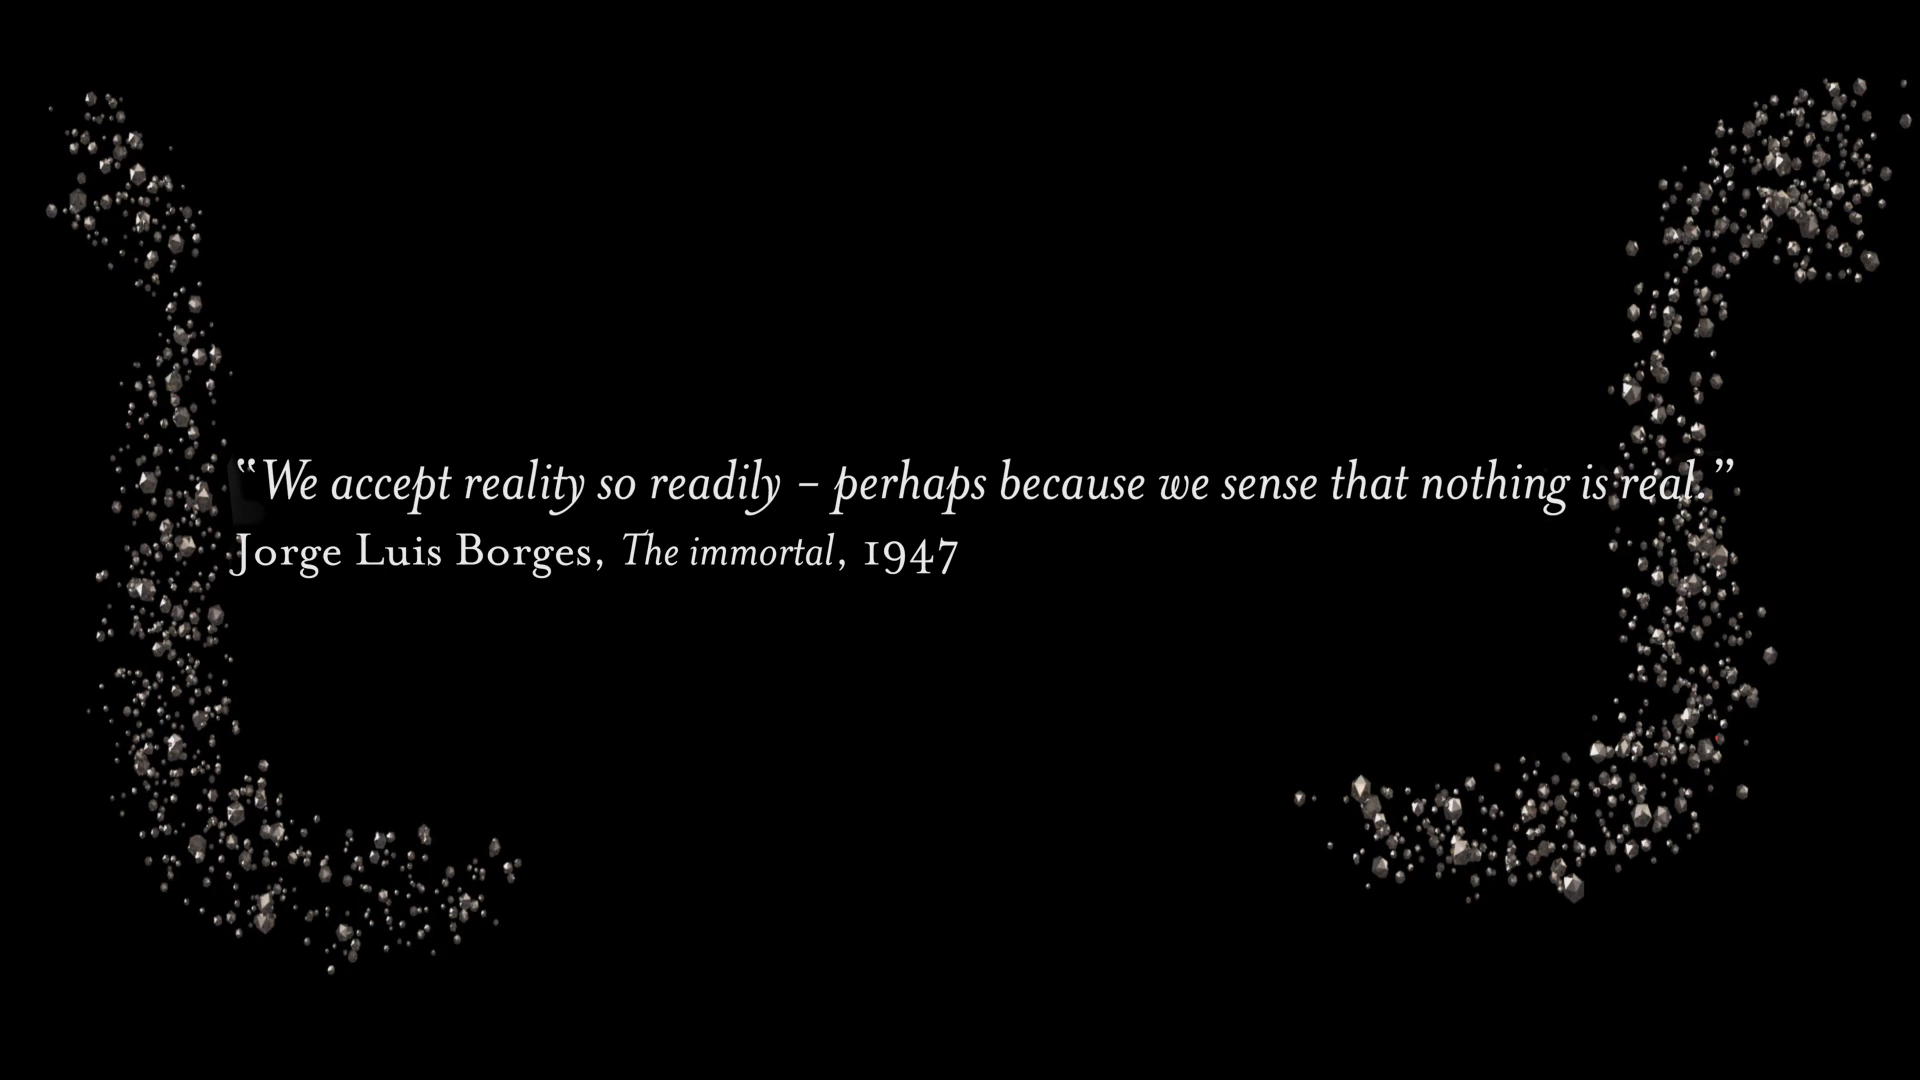 “We accept reality so readily – perhaps because we sense that nothing is real.”
Jorge Luis Borges, The immortal, 1947